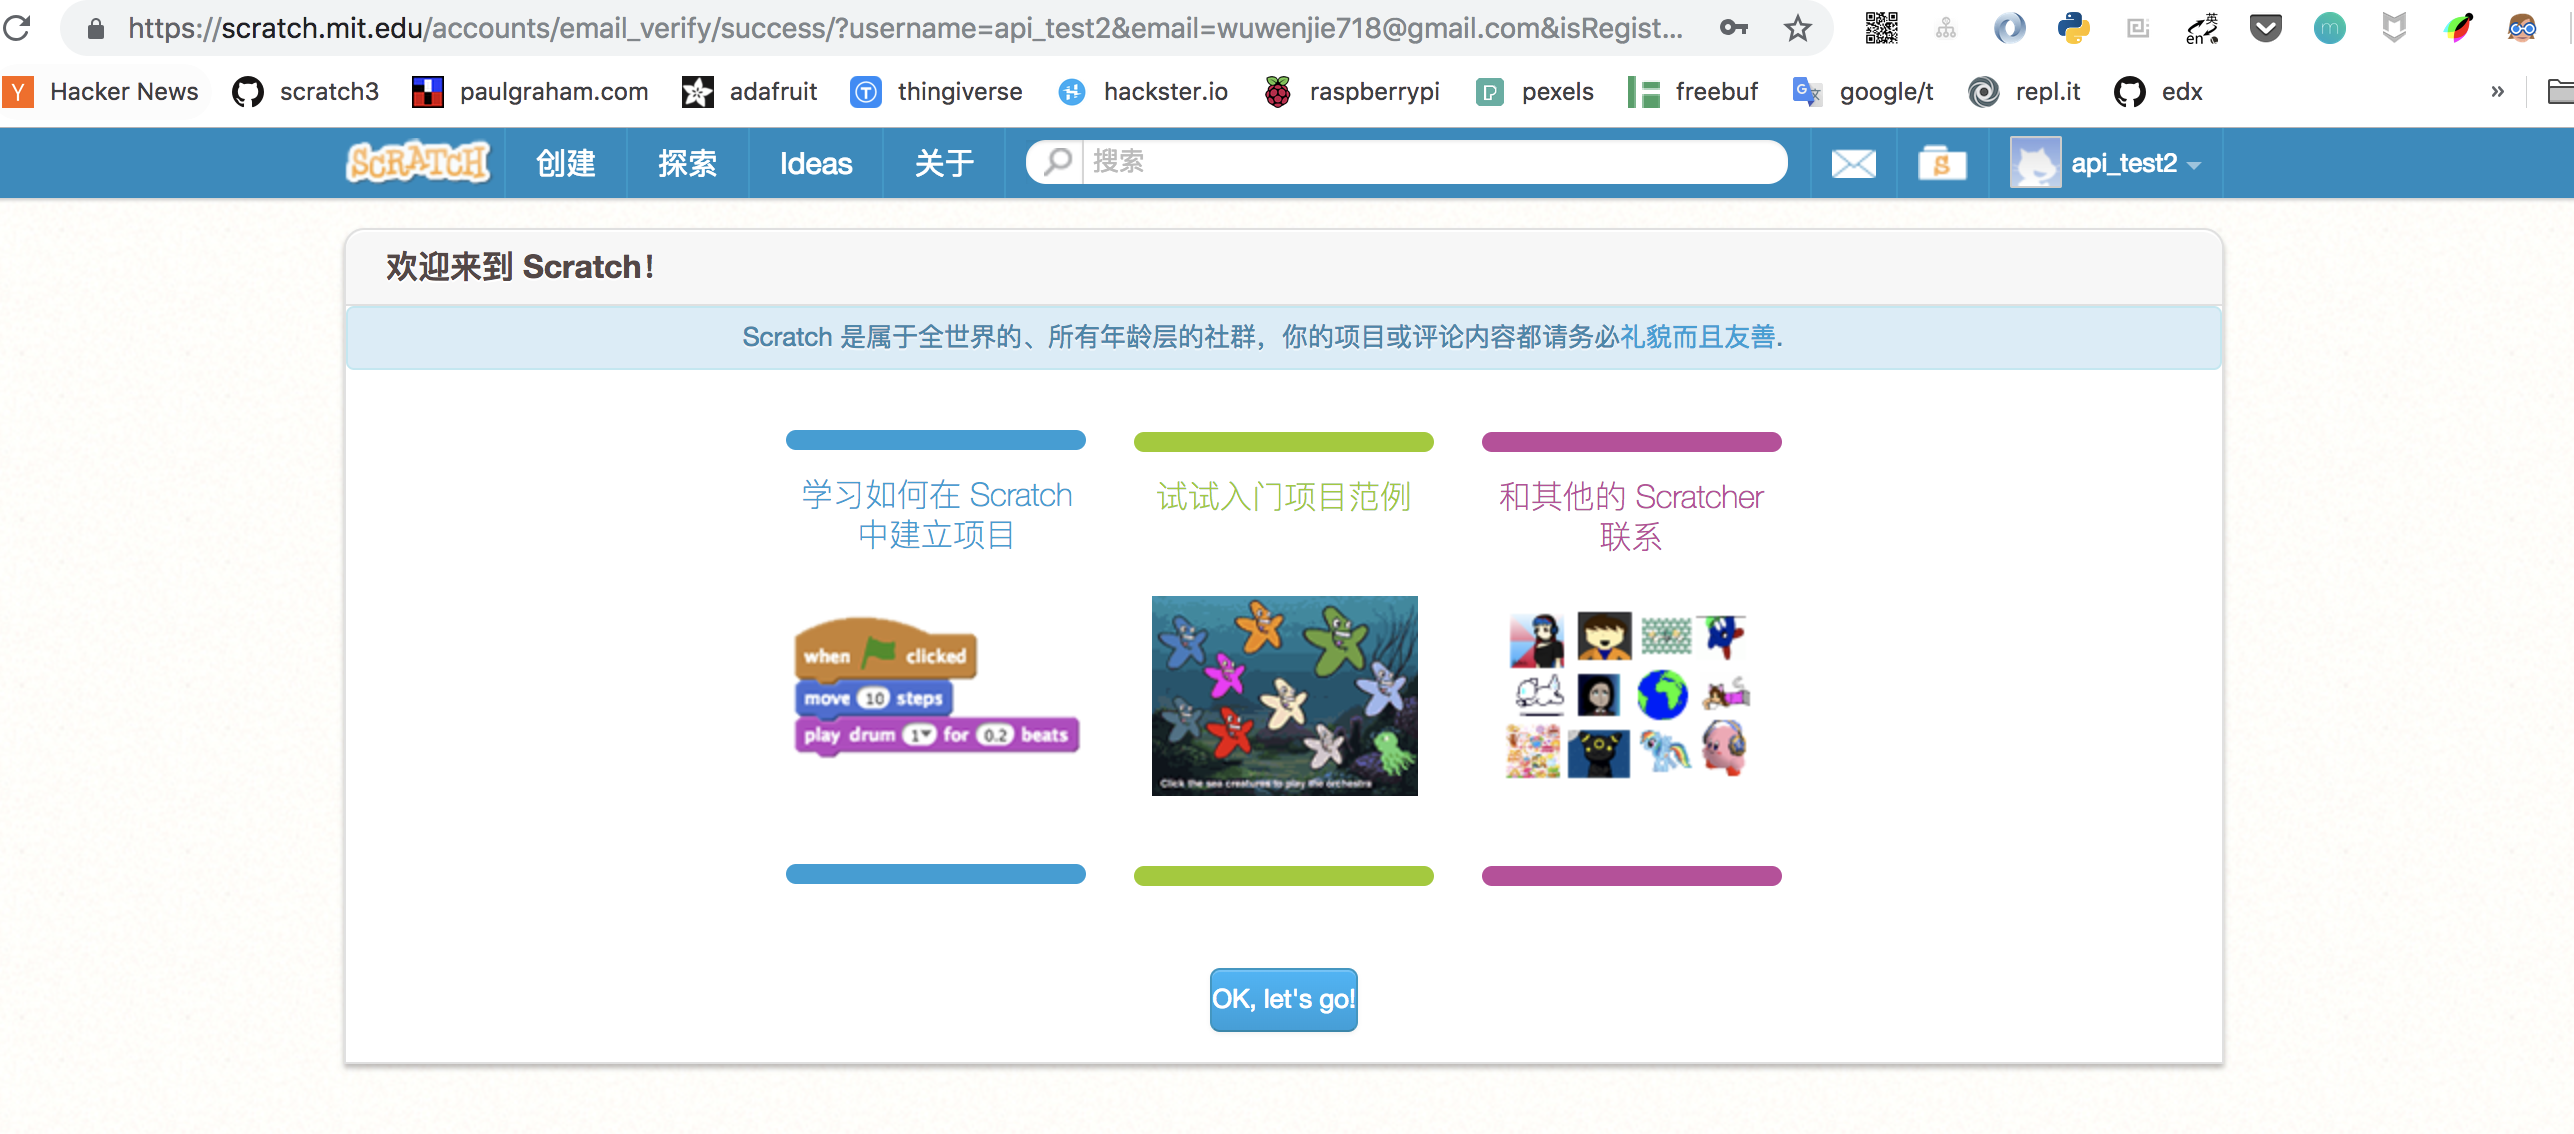 https://scratch.mit.edu/accounts/email_verify/success/?username=api_test2&email=wuwenjie718@gmail.com&isRegist...
英
en
m
Y Hacker News scratch3 paulgraham.com adafruit thingiverse hackster.io raspberrypi pexels freebuf google/t repl.it edx »
SCRATCH 创建 探索 Ideas 关于 搜索 S api_test2
欢迎来到 Scratch！
Scratch 是属于全世界的、所有年龄层的社群，你的项目或评论内容都请务必礼貌而且友善.
学习如何在 Scratch
中建立项目
试试入门项目范例
和其他的 Scratcher
联系
when clicked
move 10 steps
play drum 1 for 0.2 beats
Click the sea creatures to play the orchestra
OK, let's go!